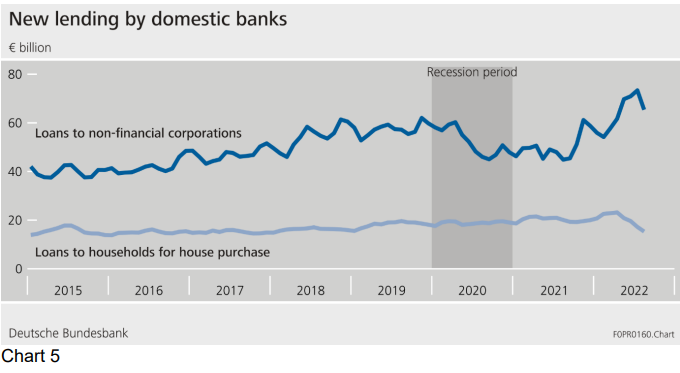 New lending by domestic banks
€ billion
80
Recession period
60
Loans to non-financial corporations
40
20
Loans to households for house purchase
0
2015 2016 2017 2018 2019 2020 2021 2022
Deutsche Bundesbank
F0PR0160.Chart
Chart 5